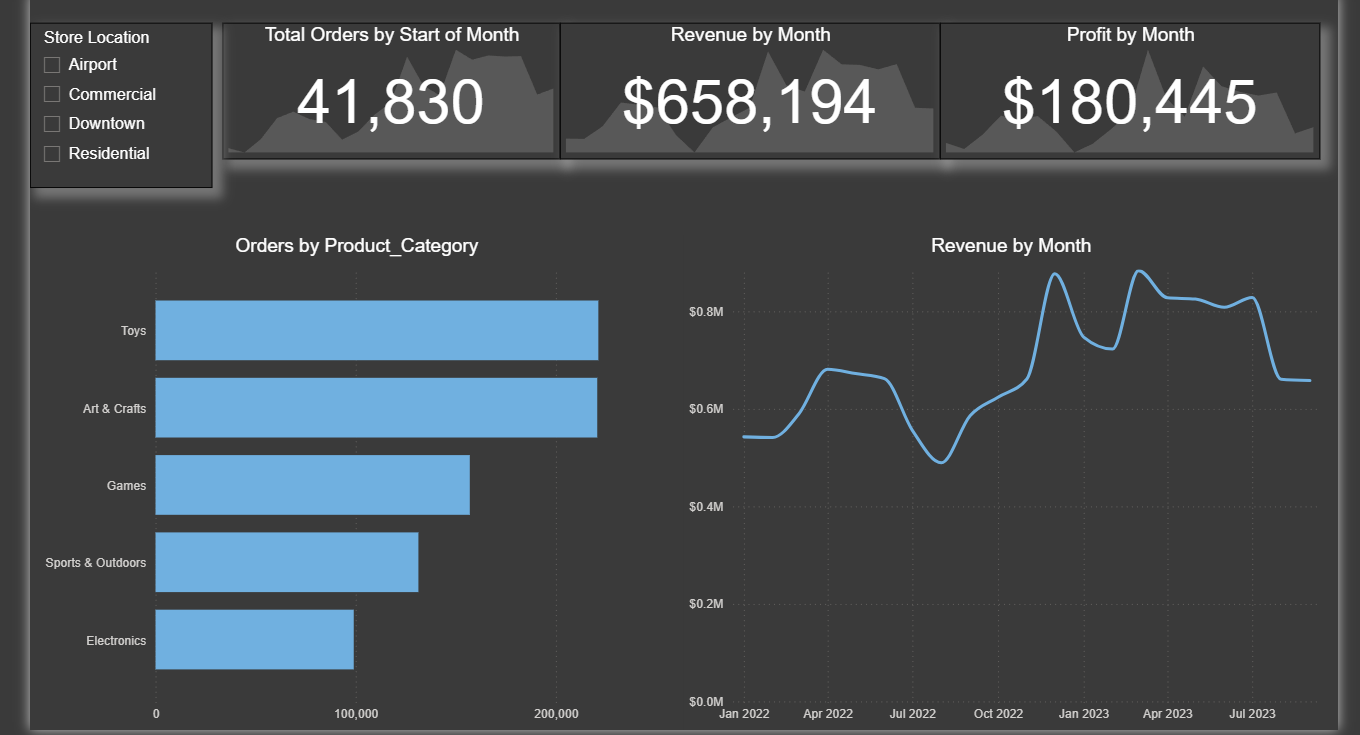 Store Location
Airport
Commercial
Downtown
Residential
Total Orders by Start of Month
41,830
Revenue by Month
$658,194
Profit by Month
$180,445
Orders by Product_Category
Toys
Art & Crafts
Games
Sports & Outdoors
Electronics
0
100,000
200,000
Revenue by Month
$0.8M
$0.6M
$0.4M
$0.2M
$0.0M
Jan 2022
Apr 2022
Jul 2022
Oct 2022
Jan 2023
Apr 2023
Jul 2023